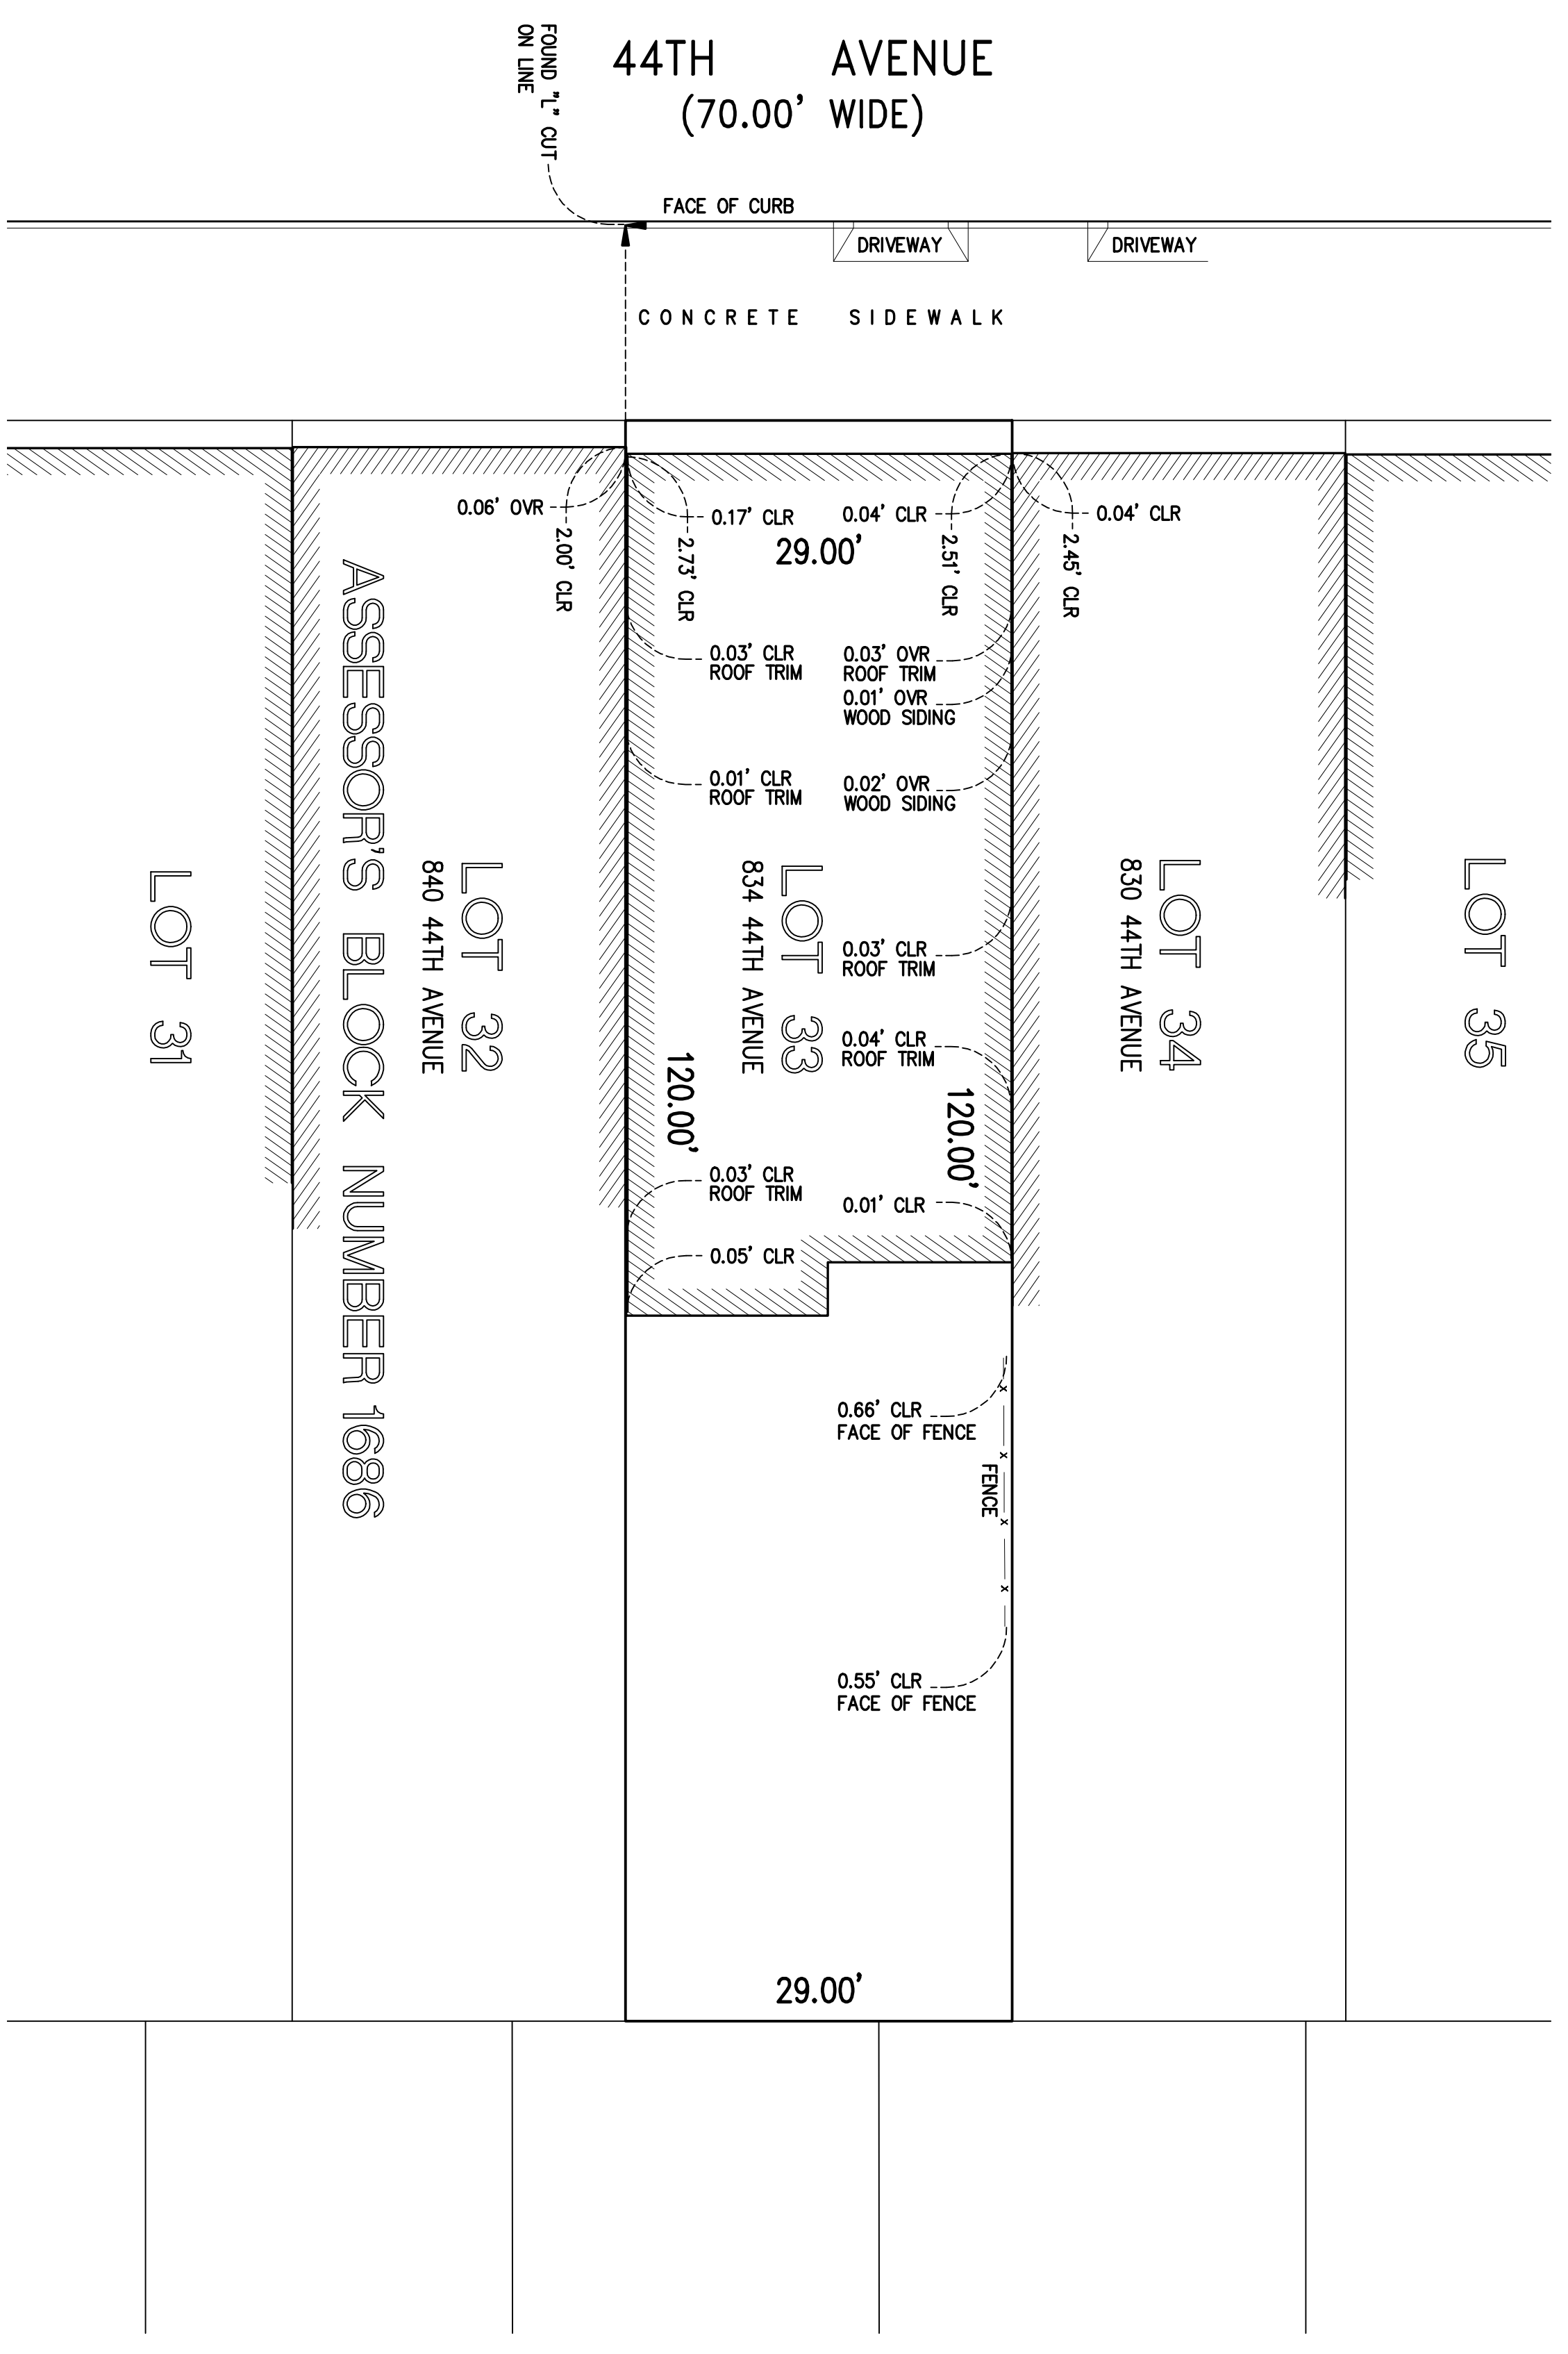 44TH AVENUE
(70.00' WIDE)
FOUND "L" CUT
ON LINE
FACE OF CURB
DRIVEWAY
DRIVEWAY
CONCRETE SIDEWALK
0.06' OVR
2.00' CLR
0.17' CLR
2.73' CLR
0.04' CLR
2.51' CLR
0.04' CLR
2.45' CLR
29.00'
0.03' CLR
ROOF TRIM
0.03' OVR
ROOF TRIM
0.01' OVR
WOOD SIDING
0.01' CLR
ROOF TRIM
0.02' OVR
WOOD SIDING
LOT 31
ASSESSOR'S BLOCK NUMBER 1686
LOT 32
840 44TH AVENUE
LOT 33
834 44TH AVENUE
LOT 34
830 44TH AVENUE
LOT 35
0.03' CLR
ROOF TRIM
0.04' CLR
ROOF TRIM
120.00'
120.00'
0.03' CLR
ROOF TRIM
0.01' CLR
0.05' CLR
0.66' CLR
FACE OF FENCE
FENCE
0.55' CLR
FACE OF FENCE
29.00'